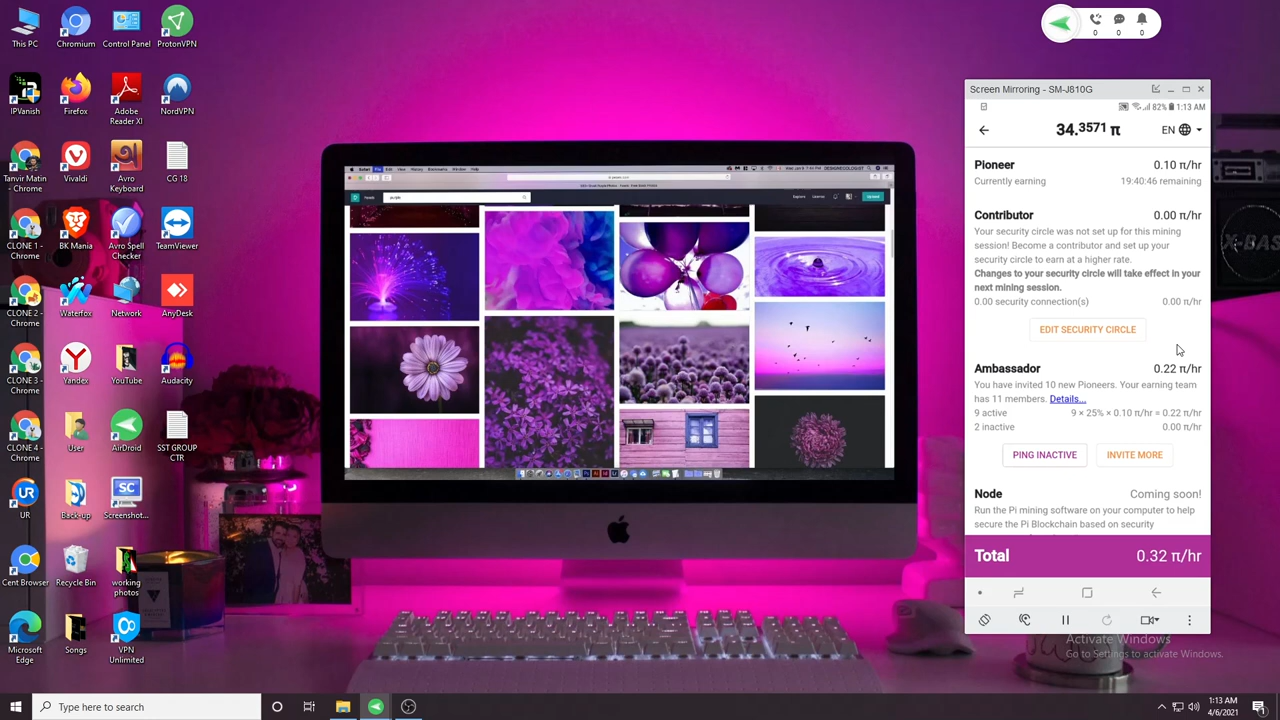 This PC
Chromium
Control Panel
ProtonVPN
IPVanish
Firefox
Adobe
Reader XI
NordVPN
Tanvir Main
- Chrome
Vivaldi
Avro
Keyboard
CG18
CLONE 1 -
Chrome
BK Mania
Avro Spell
Checker
TeamViewer
CLONE 2 -
Chrome
Waterfox
Network
AnyDesk
CLONE 3 -
Chrome
Yandex
YouTube
Audacity
CLONE 4 -
Chrome
User
AirDroid
SST GROUP
CTR
UR
Back-up
Screenshot...
Cent Browser
Recycle Bin
working
photos
Microsoft
Edge
Songs
VPN
Unlimited
0 0 0
X-BAS
Screen Mirroring - SM-J810G
82% 1:13 AM
34.3571 π
EN
Pioneer 0.10 π/hr
Currently earning 19:40:46 remaining
Contributor 0.00 π/hr
Your security circle was not set up for this mining
session! Become a contributor and set up your
security circle to earn at a higher rate.
Changes to your security circle will take effect in your
next mining session.
0.00 security connection(s) 0.00 π/hr
EDIT SECURITY CIRCLE
Ambassador 0.22 π/hr
You have invited 10 new Pioneers. Your earning team
has 11 members. Details...
9 active 9 × 25% × 0.10 π/hr = 0.22 π/hr
2 inactive 0.00 π/hr
PING INACTIVE INVITE MORE
Node Coming soon!
Run the Pi mining software on your computer to help
secure the Pi Blockchain based on security
Total 0.32 π/hr
Activate Windows
Go to Settings to activate Windows.
Type here to search
1:13 AM
4/6/2021